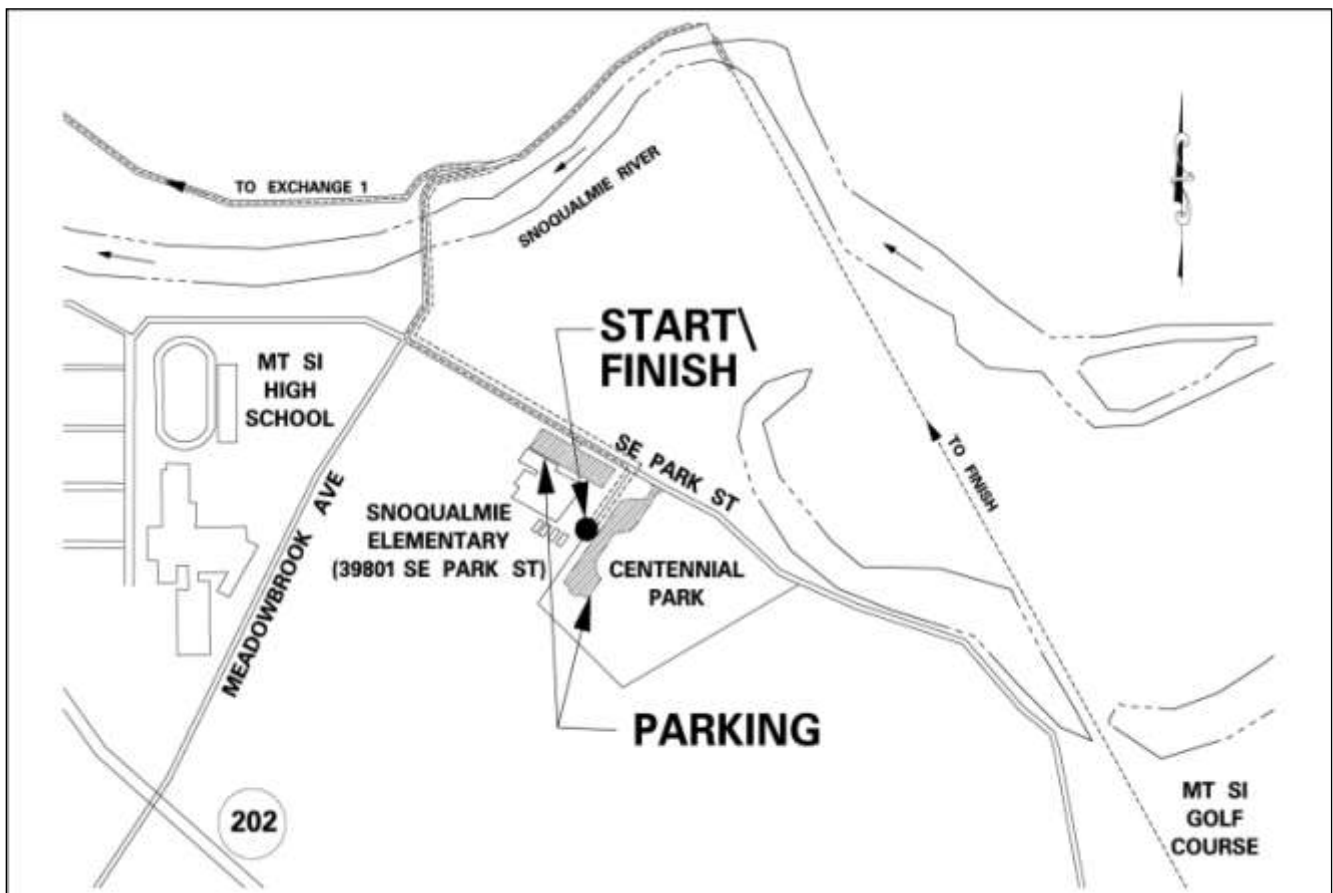 TO EXCHANGE 1
SNOQUALMIE RIVER
START\
FINISH
MT SI
HIGH
SCHOOL
SE PARK ST
TO FINISH
SNOQUALMIE
ELEMENTARY
(39801 SE PARK ST)
MEADOWBROOK AVE
CENTENNIAL
PARK
PARKING
202
MT SI
GOLF
COURSE